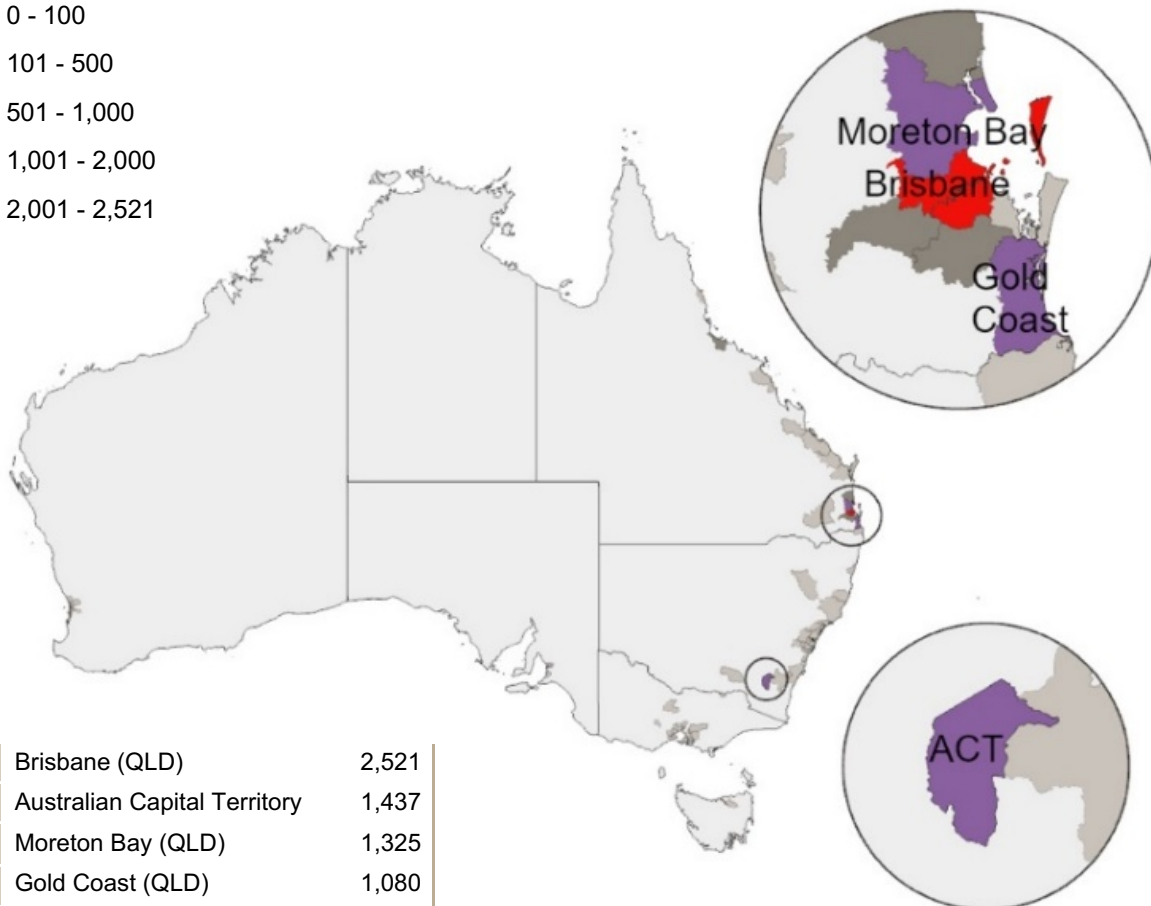 0 - 100
101 - 500
501 - 1,000
1,001 - 2,000
2,001 - 2,521
Moreton Bay
Brisbane
Gold
Coast
ACT
Brisbane (QLD) 2,521
Australian Capital Territory 1,437
Moreton Bay (QLD) 1,325
Gold Coast (QLD) 1,080